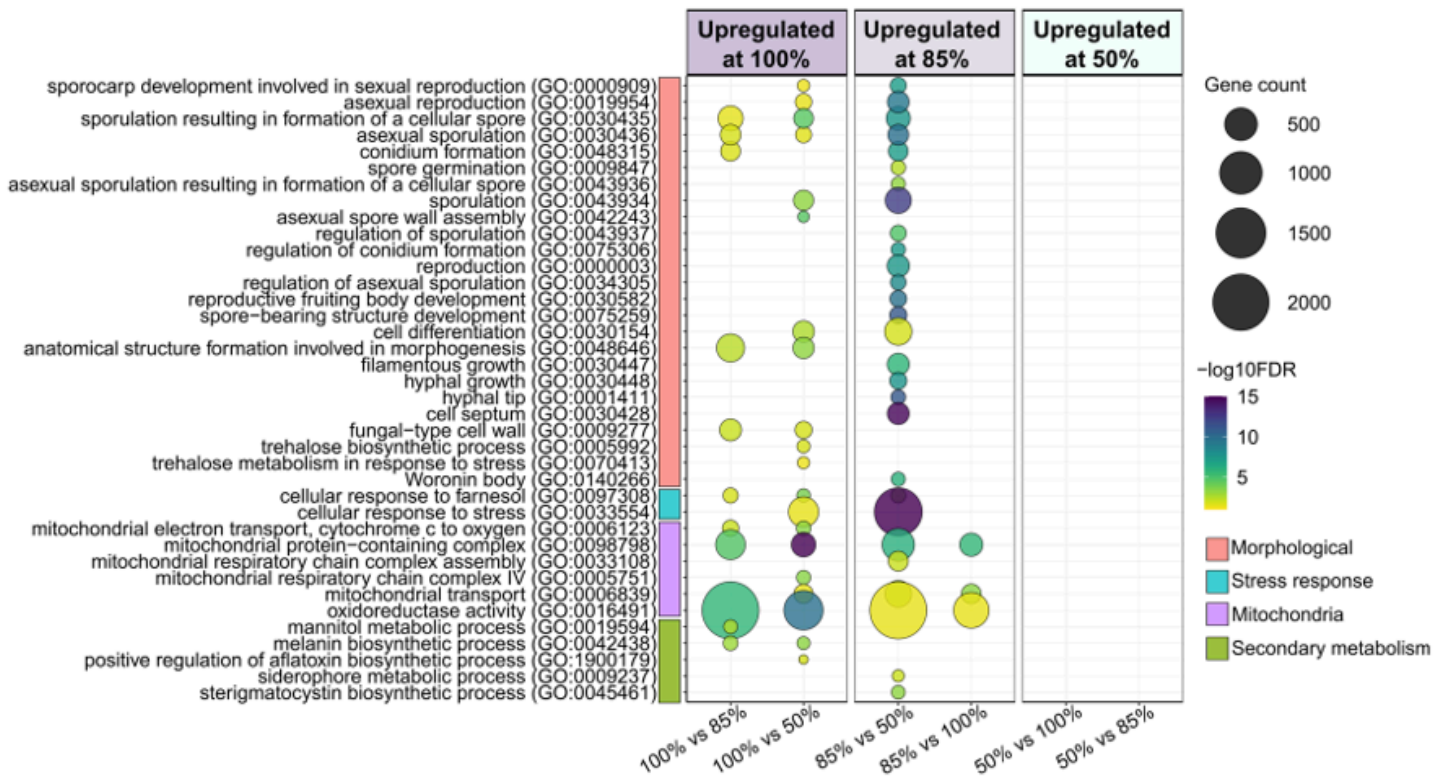 Upregulated
at 100%
Upregulated
at 85%
Upregulated
at 50%
sporocarp development involved in sexual reproduction (GO:0000909)
asexual reproduction (GO:0019954)
sporulation resulting in formation of a cellular spore (GO:0030435)
asexual sporulation (GO:0030436)
conidium formation (GO:0048315)
spore germination (GO:0009847)
asexual sporulation resulting in formation of a cellular spore (GO:0043936)
sporulation (GO:0043934)
asexual spore wall assembly (GO:0042243)
regulation of sporulation (GO:0043937)
regulation of conidium formation (GO:0075306)
reproduction (GO:0000003)
regulation of asexual sporulation (GO:0034305)
reproductive fruiting body development (GO:0030582)
spore−bearing structure development (GO:0075259)
cell differentiation (GO:0030154)
anatomical structure formation involved in morphogenesis (GO:0048646)
filamentous growth (GO:0030447)
hyphal growth (GO:0030448)
hyphal tip (GO:0001411)
cell septum (GO:0030428)
fungal−type cell wall (GO:0009277)
trehalose biosynthetic process (GO:0005992)
trehalose metabolism in response to stress (GO:0070413)
Woronin body (GO:0140266)
cellular response to farnesol (GO:0097308)
cellular response to stress (GO:0033554)
mitochondrial electron transport, cytochrome c to oxygen (GO:0006123)
mitochondrial protein−containing complex (GO:0098798)
mitochondrial respiratory chain complex assembly (GO:0033108)
mitochondrial respiratory chain complex IV (GO:0005751)
mitochondrial transport (GO:0006839)
oxidoreductase activity (GO:0016491)
mannitol metabolic process (GO:0019594)
melanin biosynthetic process (GO:0042438)
positive regulation of aflatoxin biosynthetic process (GO:1900179)
siderophore metabolic process (GO:0009237)
sterigmatocystin biosynthetic process (GO:0045461)
100% vs 85%
100% vs 50%
85% vs 50%
85% vs 100%
50% vs 100%
50% vs 85%
Gene count
500
1000
1500
2000
−log10FDR
15
10
5
Morphological
Stress response
Mitochondria
Secondary metabolism